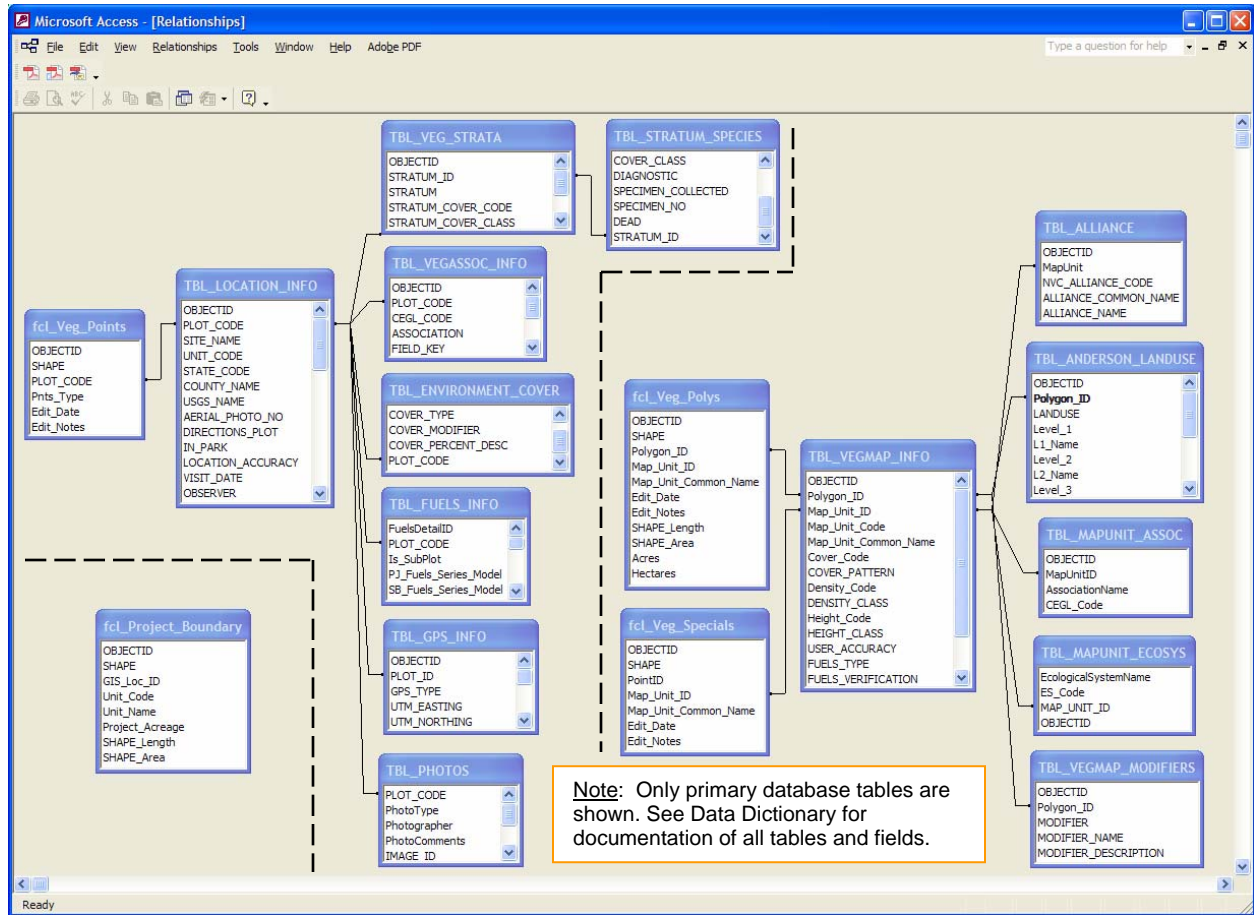 Microsoft Access - [Relationships]
File Edit View Relationships Tools Window Help Adobe PDF
Type a question for help
fcl_Veg_Points
OBJECTID
SHAPE
PLOT_CODE
Pnts_Type
Edit_Date
Edit_Notes
TBL_LOCATION_INFO
OBJECTID
PLOT_CODE
SITE_NAME
UNIT_CODE
STATE_CODE
COUNTY_NAME
USGS_NAME
AERIAL_PHOTO_NO
DIRECTIONS_PLOT
IN_PARK
LOCATION_ACCURACY
VISIT_DATE
OBSERVER
TBL_VEG_STRATA
OBJECTID
STRATUM_ID
STRATUM
STRATUM_COVER_CODE
STRATUM_COVER_CLASS
TBL_STRATUM_SPECIES
COVER_CLASS
DIAGNOSTIC
SPECIMEN_COLLECTED
SPECIMEN_NO
DEAD
STRATUM_ID
TBL_VEGASSOC_INFO
OBJECTID
PLOT_CODE
CEGL_CODE
ASSOCIATION
FIELD_KEY
TBL_ENVIRONMENT_COVER
COVER_TYPE
COVER_MODIFIER
COVER_PERCENT_DESC
PLOT_CODE
TBL_FUELS_INFO
FuelsDetailID
PLOT_CODE
Is_SubPlot
PJ_Fuels_Series_Model
SB_Fuels_Series_Model
TBL_GPS_INFO
OBJECTID
PLOT_ID
GPS_TYPE
UTM_EASTING
UTM_NORTHING
TBL_PHOTOS
PLOT_CODE
PhotoType
Photographer
PhotoComments
IMAGE_ID
fcl_Project_Boundary
OBJECTID
SHAPE
GIS_Loc_ID
Unit_Code
Unit_Name
Project_Acreage
SHAPE_Length
SHAPE_Area
fcl_Veg_Polys
OBJECTID
SHAPE
Polygon_ID
Map_Unit_ID
Map_Unit_Common_Name
Edit_Date
Edit_Notes
SHAPE_Length
SHAPE_Area
Acres
Hectares
fcl_Veg_Specials
OBJECTID
SHAPE
PointID
Map_Unit_ID
Map_Unit_Common_Name
Edit_Date
Edit_Notes
TBL_VEGMAP_INFO
OBJECTID
Polygon_ID
Map_Unit_ID
Map_Unit_Code
Map_Unit_Common_Name
Cover_Code
COVER_PATTERN
Density_Code
DENSITY_CLASS
Height_Code
HEIGHT_CLASS
USER_ACCURACY
FUELS_TYPE
FUELS_VERIFICATION
TBL_ALLIANCE
OBJECTID
MapUnit
NVC_ALLIANCE_CODE
ALLIANCE_COMMON_NAME
ALLIANCE_NAME
TBL_ANDERSON_LANDUSE
OBJECTID
Polygon_ID
LANDUSE
Level_1
L1_Name
Level_2
L2_Name
Level_3
TBL_MAPUNIT_ASSOC
OBJECTID
MapUnitID
AssociationName
CEGL_Code
TBL_MAPUNIT_ECOSYS
EcologicalSystemName
ES_Code
MAP_UNIT_ID
OBJECTID
TBL_VEGMAP_MODIFIERS
OBJECTID
Polygon_ID
MODIFIER
MODIFIER_NAME
MODIFIER_DESCRIPTION
Note: Only primary database tables are
shown. See Data Dictionary for
documentation of all tables and fields.
Ready